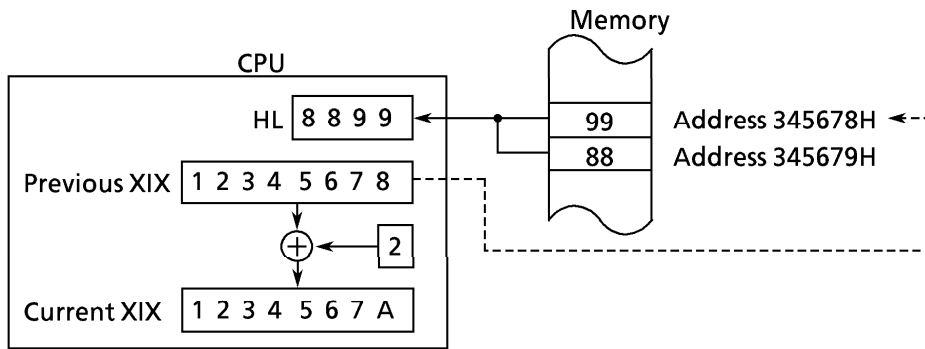 Memory
CPU
HL 8 8 9 9
99 Address 345678H
88 Address 345679H
Previous XIX 1 2 3 4 5 6 7 8
+ 2
Current XIX 1 2 3 4 5 6 7 A